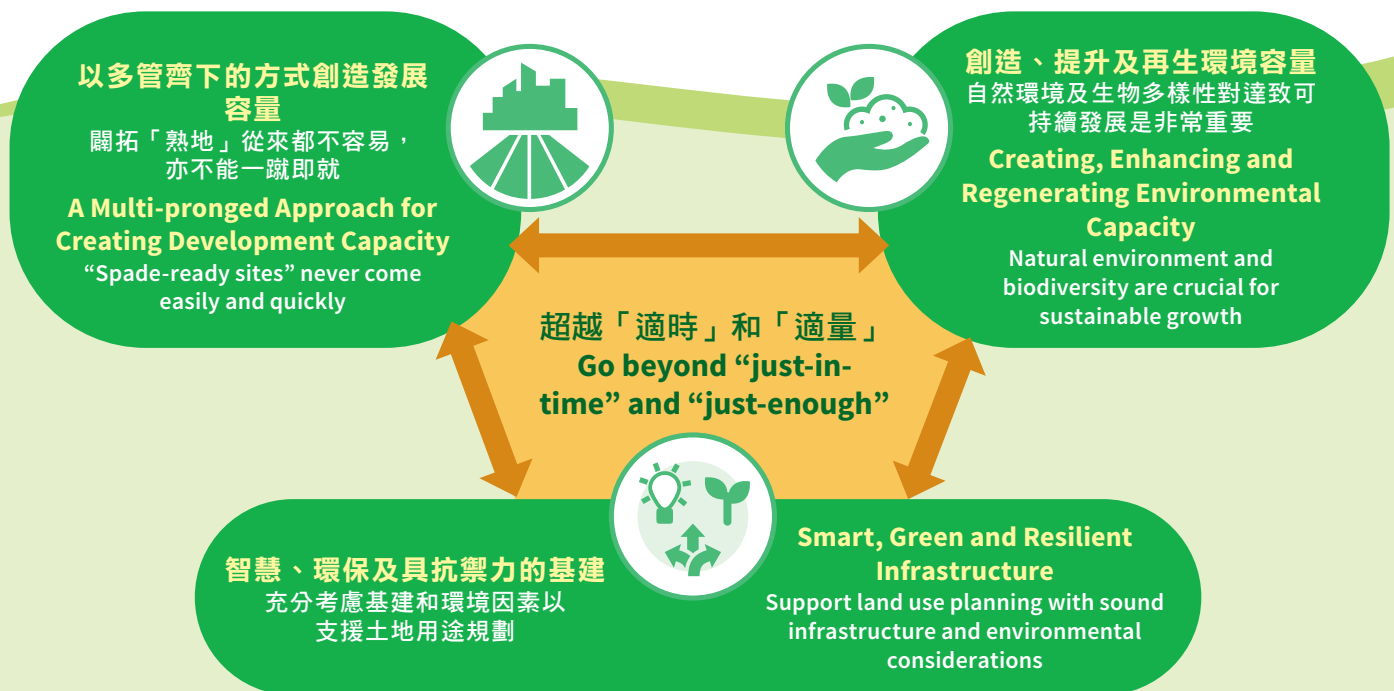 以多管齊下的方式創造發展
容量
闢拓「熟地」從來都不容易，
亦不能一蹴即就
A Multi-pronged Approach for
Creating Development Capacity
“Spade-ready sites” never come
easily and quickly
創造、提升及再生環境容量
自然環境及生物多樣性對達致可
持續發展是非常重要
Creating, Enhancing and
Regenerating Environmental
Capacity
Natural environment and
biodiversity are crucial for
sustainable growth
超越「適時」和「適量」
Go beyond “just-in-
time” and “just-enough”
智慧、環保及具抗禦力的基建
充分考慮基建和環境因素以
支援土地用途規劃
Smart, Green and Resilient
Infrastructure
Support land use planning with sound
infrastructure and environmental
considerations